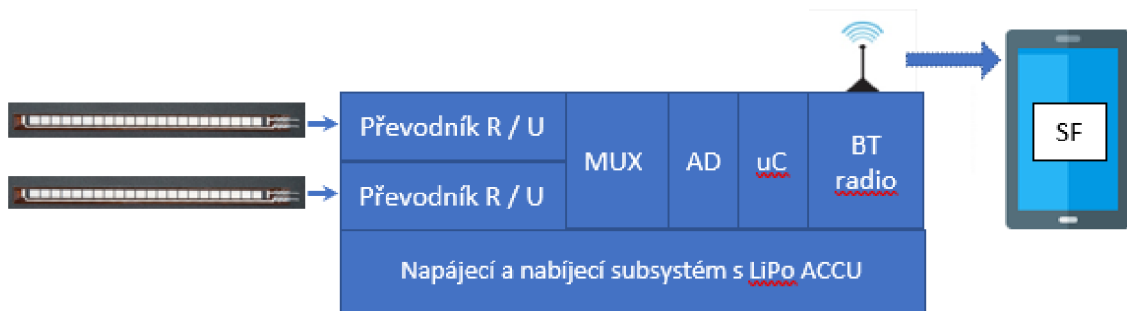 Převodník R / U
Převodník R / U
MUX
AD
uC
BT
radio
SF
Napájecí a nabíjecí subsystém s LiPo ACCU